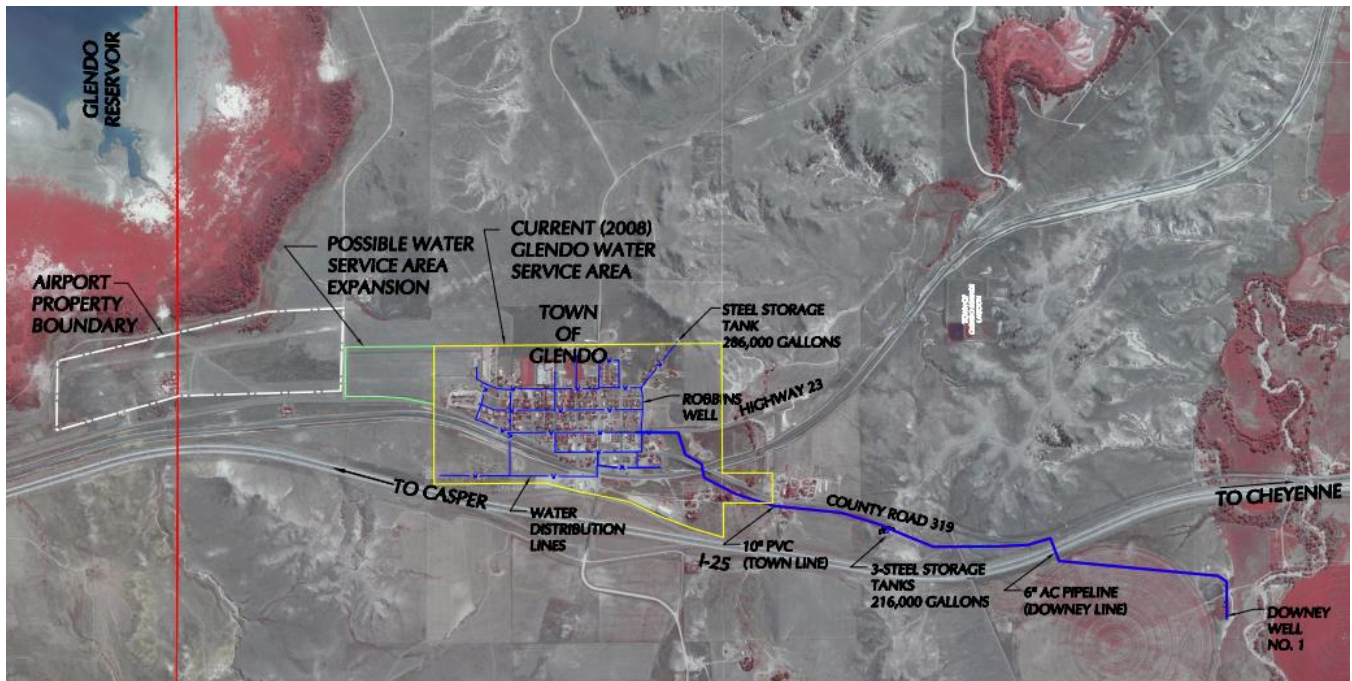 GLENDO
RESERVOIR
AIRPORT
PROPERTY
BOUNDARY
POSSIBLE WATER
SERVICE AREA
EXPANSION
CURRENT (2008)
GLENDO WATER
SERVICE AREA
TOWN
OF
GLENDO
STEEL STORAGE
TANK
286,000 GALLONS
ROBBINS
WELL
HIGHWAY 23
TO CASPER
WATER
DISTRIBUTION
LINES
I-25
10" PVC
(TOWN LINE)
COUNTY ROAD 319
3-STEEL STORAGE
TANKS
216,000 GALLONS
6" AC PIPELINE
(DOWNEY LINE)
TO CHEYENNE
DOWNEY
WELL
NO. 1